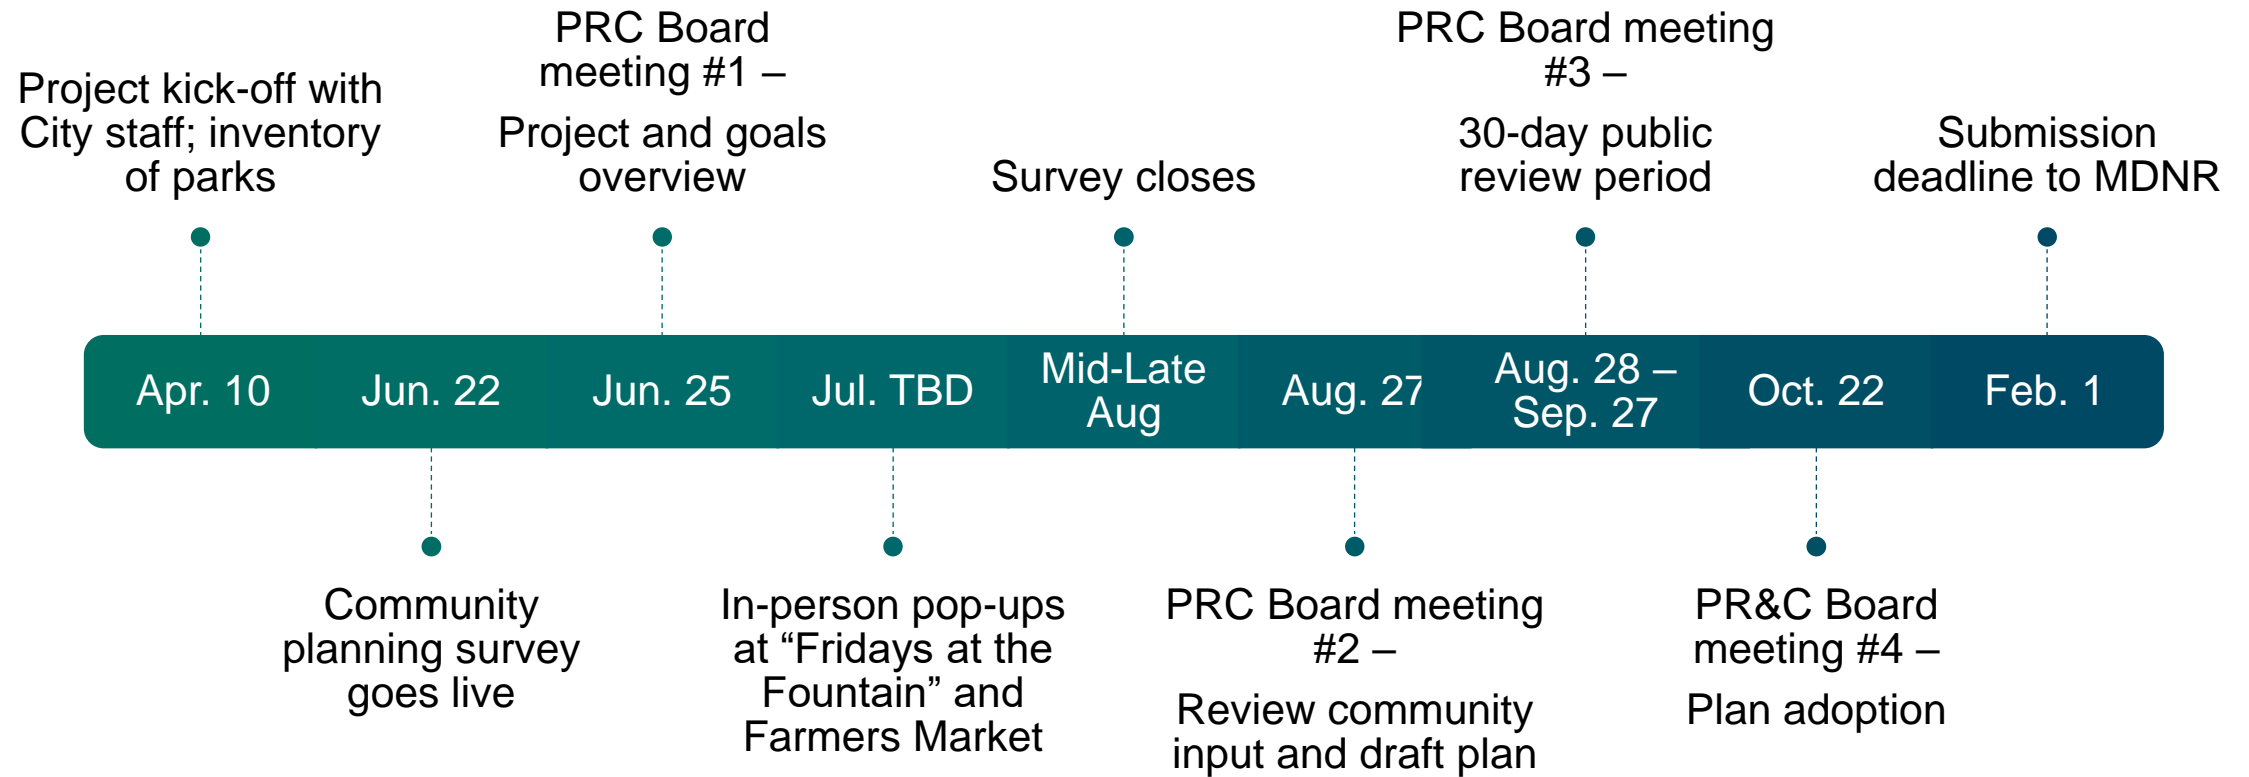 Project kick-off with
City staff; inventory
of parks
PRC Board
meeting #1 –
Project and goals
overview
Survey closes
PRC Board meeting
#3 –
30-day public
review period
Submission
deadline to MDNR
Apr. 10
Jun. 22
Jun. 25
Jul. TBD
Mid-Late
Aug
Aug. 27
Aug. 28 –
Sep. 27
Oct. 22
Feb. 1
Community
planning survey
goes live
In-person pop-ups
at “Fridays at the
Fountain” and
Farmers Market
PRC Board meeting
#2 –
Review community
input and draft plan
PR&C Board
meeting #4 –
Plan adoption